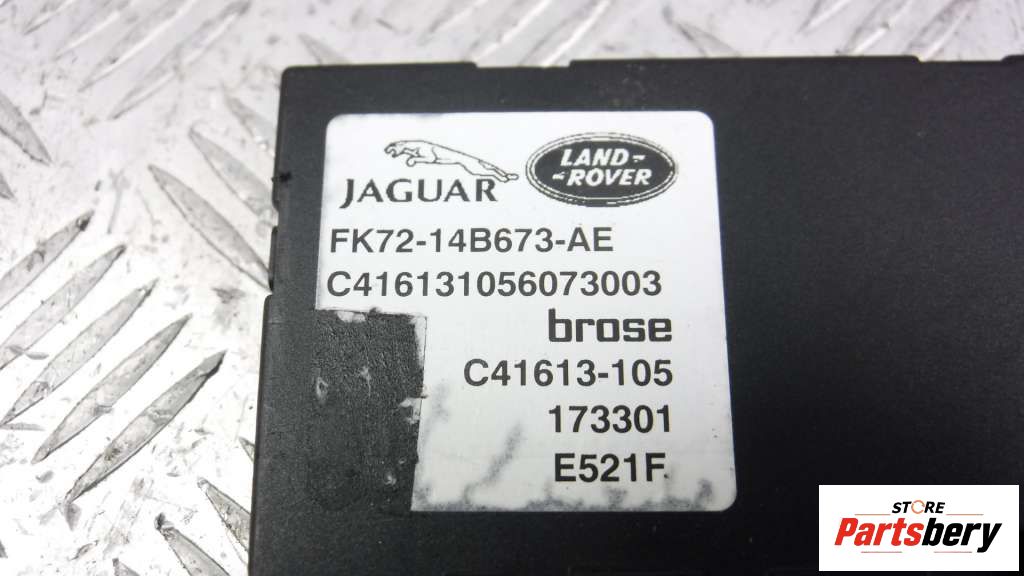 JAGUAR
LAND-
-ROVER
FK72-14B673-AE
C416131056073003
brose
C41613-105
173301
E521F
STORE
Partsbery